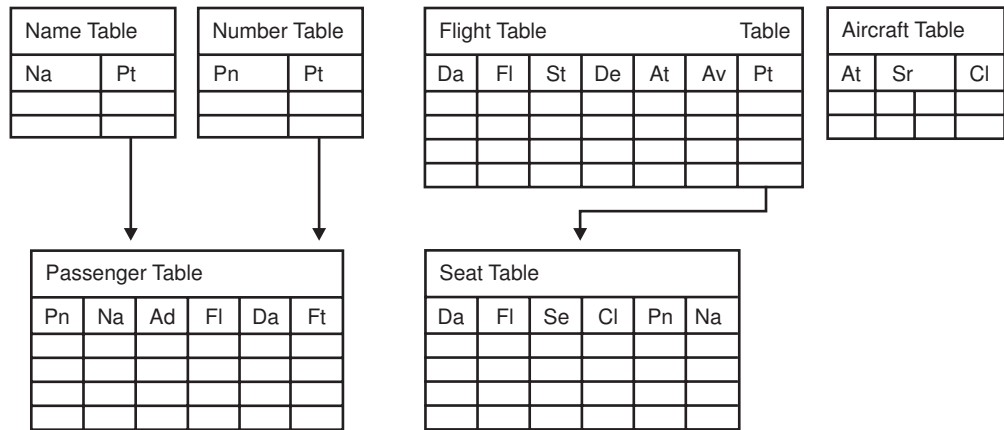 Name Table
Na Pt
Number Table
Pn Pt
Flight Table Table
Da Fl St De At Av Pt
Aircraft Table
At Sr Cl
Passenger Table
Pn Na Ad Fl Da Ft
Seat Table
Da Fl Se Cl Pn Na